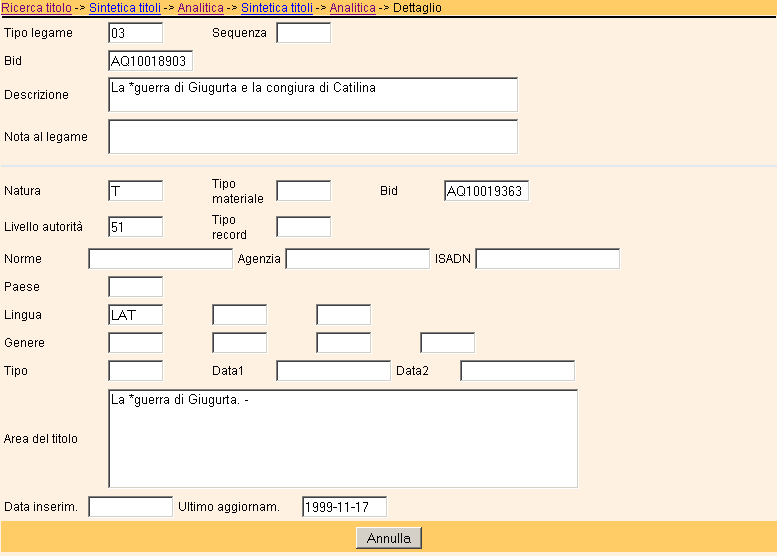 Ricerca titolo -> Sintetica titoli -> Analitica -> Sintetica titoli -> Analitica -> Dettaglio
Tipo legame 03 Sequenza
Bid AQ10018903
Descrizione La *guerra di Giugurta e la congiura di Catilina
Nota al legame
Natura T Tipo materiale Bid AQ10019363
Livello autorità 51 Tipo record
Norme Agenzia ISADN
Paese
Lingua LAT
Genere
Tipo Data1 Data2
Area del titolo La *guerra di Giugurta. -
Data inserim. Ultimo aggiornam. 1999-11-17
Annulla